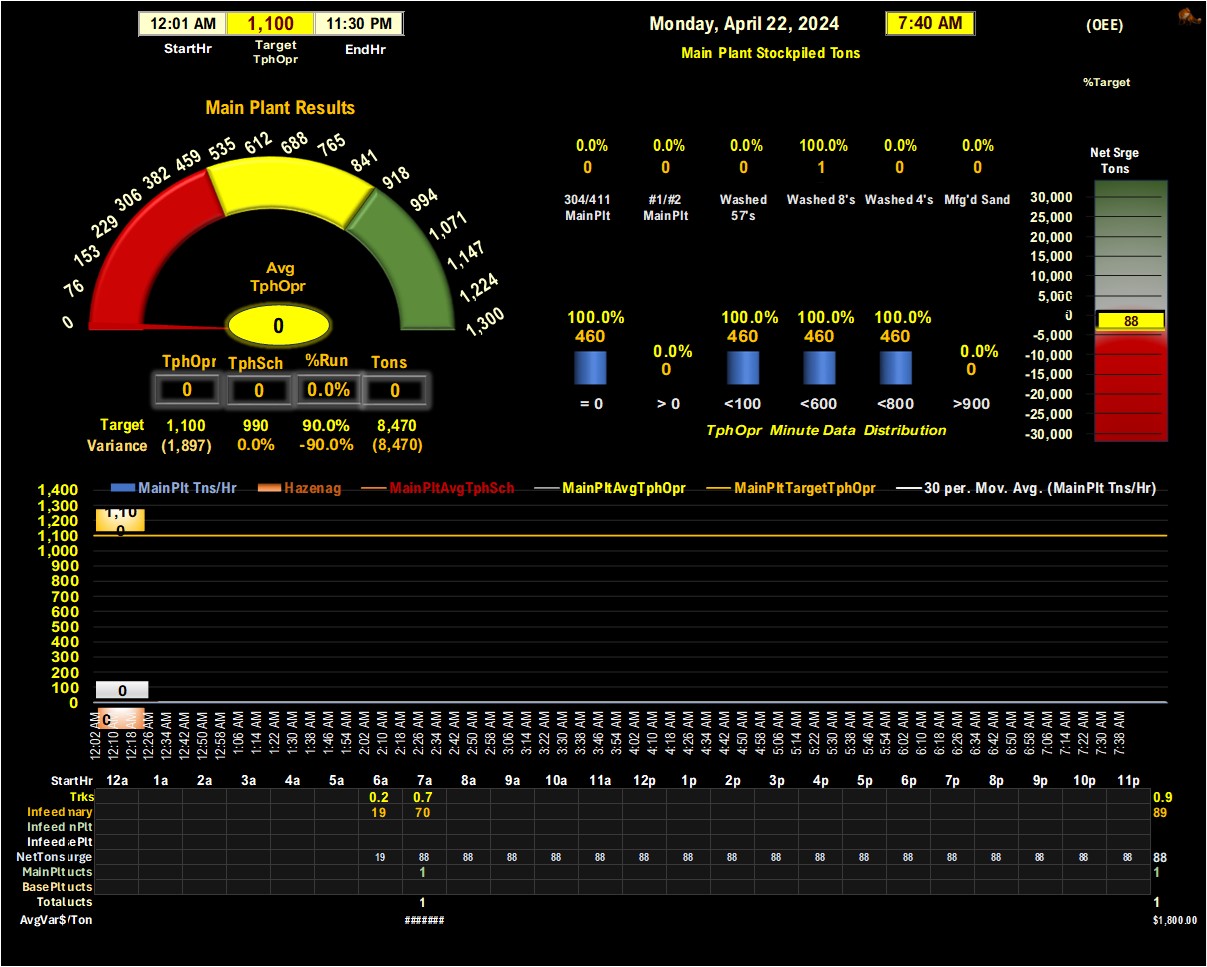 12:01 AM 1,100 11:30 PM Monday, April 22, 2024 7:40 AM (OEE)
StartHr Target TphOpr EndHr
Main Plant Stockpiled Tons
%Target
Main Plant Results
0 76 153 229 306 382 459 535 612 688 765 841 918 994 1,071 1,147 1,224 1,300
Avg
TphOpr
0
TphOpr TphSch %Run Tons
0 0 0.0% 0
Target 1,100 990 90.0% 8,470
Variance (1,897) 0.0% -90.0% (8,470)
0.0% 0.0% 0.0% 100.0% 0.0% 0.0%
0 0 0 1 0 0
304/411 #1/#2 Washed Washed 8's Washed 4's Mfg'd Sand
MainPlt MainPlt 57's
100.0% 100.0% 100.0% 100.0%
460 460 460 460
0.0% 0.0%
0 0
= 0 > 0 <100 <600 <800 >900
TphOpr Minute Data Distribution
Net Srge
Tons
30,000
25,000
20,000
15,000
10,000
5,000
0
88
-5,000
-10,000
-15,000
-20,000
-25,000
-30,000
MainPlt Tns/Hr Hazenag MainPltAvgTphSch MainPltAvgTphOpr MainPltTargetTphOpr 30 per. Mov. Avg. (MainPlt Tns/Hr)
1,400
1,300
1,200
1,100
1,000
900
800
700
600
500
400
300
200
100
0
1,10
0
0
0
12:02 AM 12:10 AM 12:18 AM 12:26 AM 12:34 AM 12:42 AM 12:50 AM 12:58 AM 1:06 AM 1:14 AM 1:22 AM 1:30 AM 1:38 AM 1:46 AM 1:54 AM 2:02 AM 2:10 AM 2:18 AM 2:26 AM 2:34 AM 2:42 AM 2:50 AM 2:58 AM 3:06 AM 3:14 AM 3:22 AM 3:30 AM 3:38 AM 3:46 AM 3:54 AM 4:02 AM 4:10 AM 4:18 AM 4:26 AM 4:34 AM 4:42 AM 4:50 AM 4:58 AM 5:06 AM 5:14 AM 5:22 AM 5:30 AM 5:38 AM 5:46 AM 5:54 AM 6:02 AM 6:10 AM 6:18 AM 6:26 AM 6:34 AM 6:42 AM 6:50 AM 6:58 AM 7:06 AM 7:14 AM 7:22 AM 7:30 AM 7:38 AM
StartHr 12a 1a 2a 3a 4a 5a 6a 7a 8a 9a 10a 11a 12p 1p 2p 3p 4p 5p 6p 7p 8p 9p 10p 11p
Trks 0.2 0.7 0.9
Infeed mary 19 70 89
Infeed nPlt
Infeed ePlt
NetTons urge 19 88 88 88 88 88 88 88 88 88 88 88 88 88 88 88 88 88 88
MainPlt ucts 1 1
BasePlt ucts
Total ucts 1 1
AvgVar$/Ton ####### $1,800.00